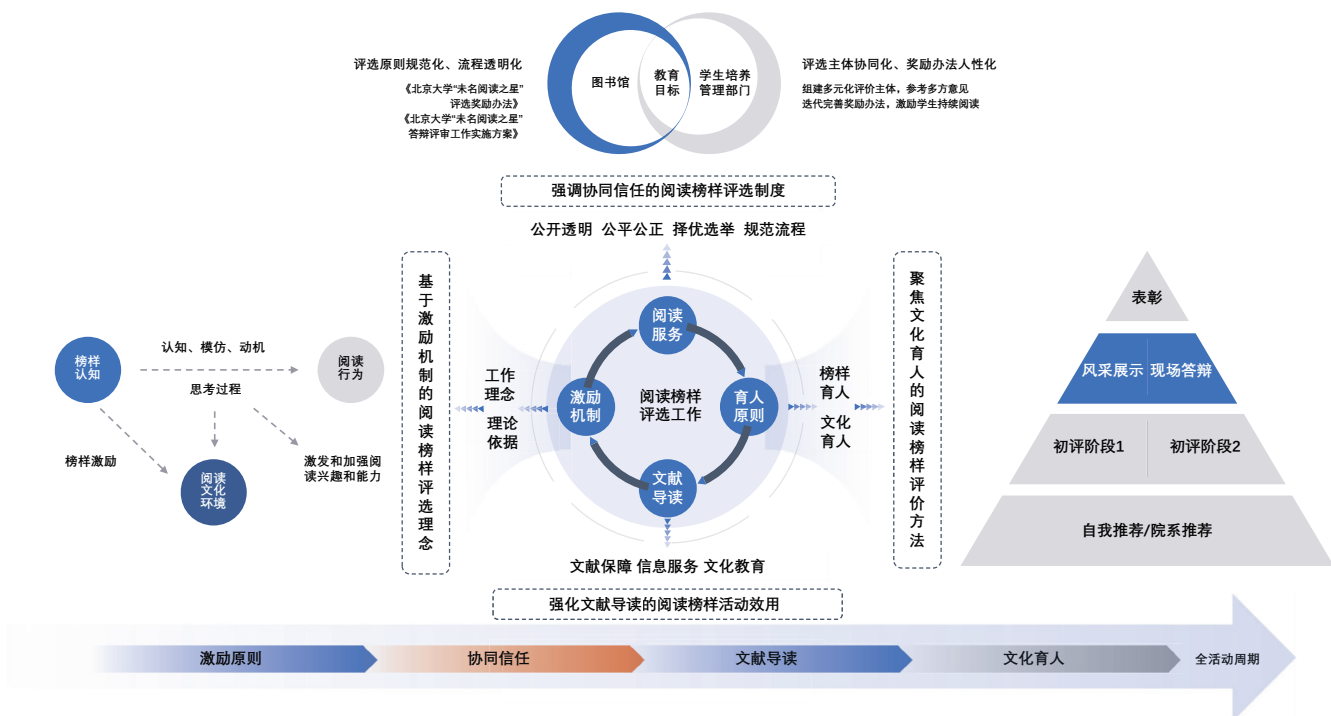 评选原则规范化、流程透明化
《北京大学“未名阅读之星”
评选奖励办法》
《北京大学“未名阅读之星”
答辩评审工作实施方案》
图书馆
教育
目标
学生培养
管理部门
评选主体协同化、奖励办法人性化
组建多元化评价主体，参考多方意见
迭代完善奖励办法，激励学生持续阅读
强调协同信任的阅读榜样评选制度
公开透明 公平公正 择优选举 规范流程
榜样
认知
认知、模仿、动机
思考过程
阅读
行为
榜样激励
阅读
文化
环境
激发和加强阅
读兴趣和能力
基于激励机制的阅读榜样评选理念
工作
理念
理论
依据
阅读
服务
激励
机制
阅读榜样
评选工作
育人
原则
文献
导读
榜样
育人
文化
育人
聚焦文化育人的阅读榜样评价方法
表彰
风采展示 现场答辩
初评阶段1 初评阶段2
自我推荐/院系推荐
文献保障 信息服务 文化教育
强化文献导读的阅读榜样活动效用
激励原则 协同信任 文献导读 文化育人 全活动周期